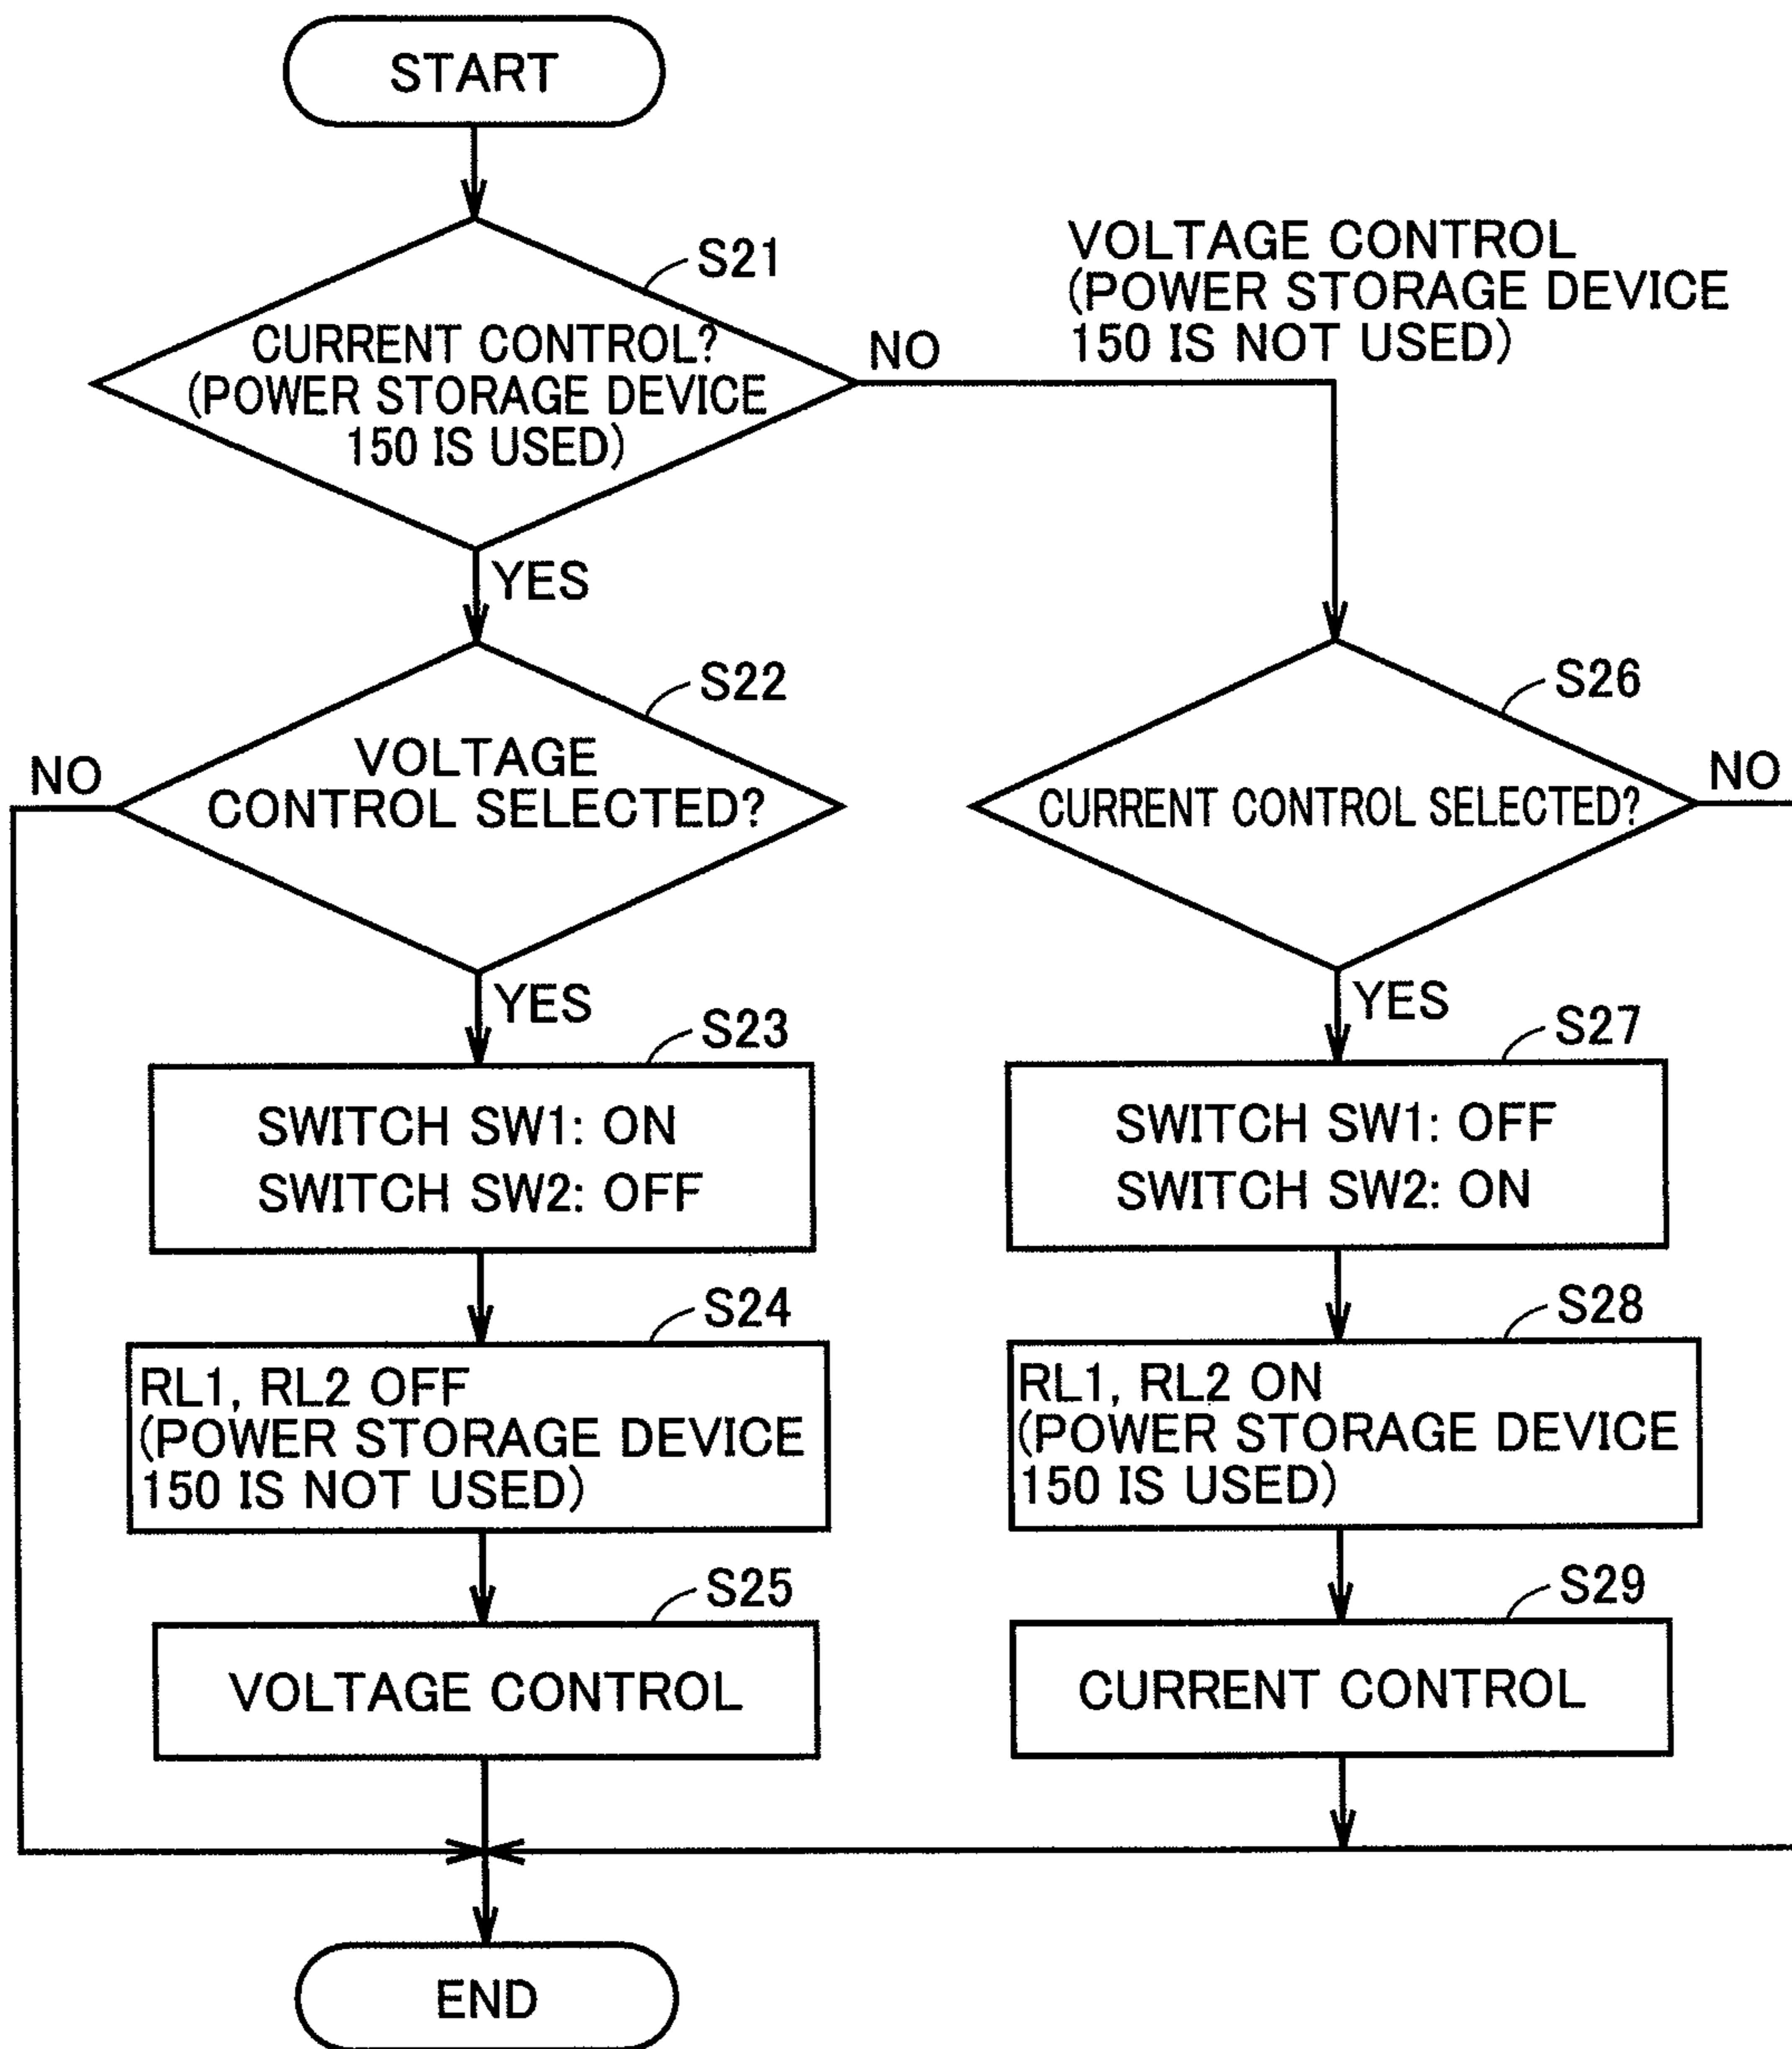 START
S21
CURRENT CONTROL?
(POWER STORAGE DEVICE
150 IS USED)
NO
VOLTAGE CONTROL
(POWER STORAGE DEVICE
150 IS NOT USED)
YES
S22
VOLTAGE
CONTROL SELECTED?
NO
YES
S23
SWITCH SW1: ON
SWITCH SW2: OFF
S24
RL1, RL2 OFF
(POWER STORAGE DEVICE
150 IS NOT USED)
S25
VOLTAGE CONTROL
S26
CURRENT CONTROL SELECTED?
NO
YES
S27
SWITCH SW1: OFF
SWITCH SW2: ON
S28
RL1, RL2 ON
(POWER STORAGE DEVICE
150 IS USED)
S29
CURRENT CONTROL
END